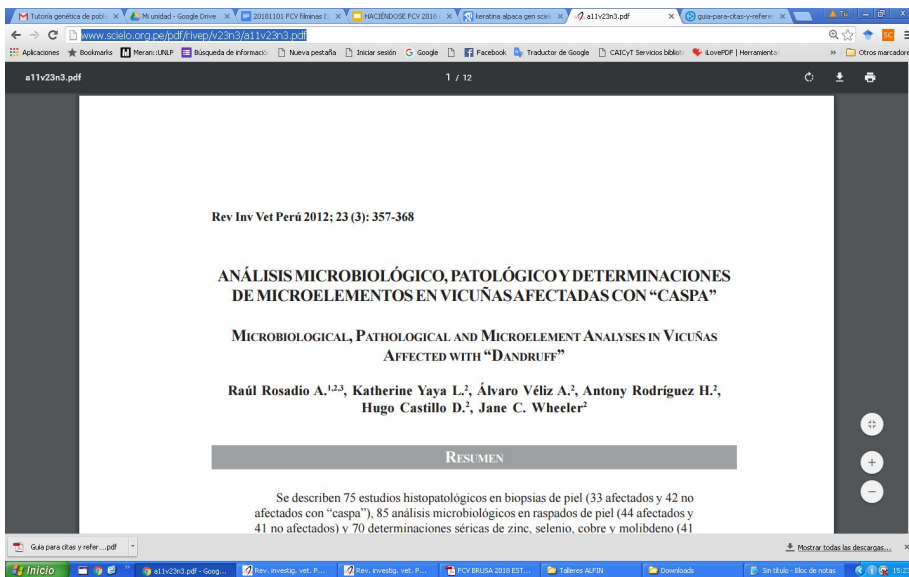 Tutoría genética de pobla
Mi unidad - Google Drive
20181101 FCV filminas E
HACIÉNDOSE FCV 2018
keratina alpaca gen sciel
a11v23n3.pdf
guia-para-citas-y-referen
www.scielo.org.pe/pdf/rivep/v23n3/a11v23n3.pdf
Aplicaciones Bookmarks Meran::UNLP Búsqueda de informació Nueva pestaña Iniciar sesión Google Facebook Traductor de Google CAICyT Servicios bibliot iLovePDF | Herramienta Otros marcadore
a11v23n3.pdf 1 / 12
Rev Inv Vet Perú 2012; 23 (3): 357-368
ANÁLISIS MICROBIOLÓGICO, PATOLÓGICO Y DETERMINACIONES
DE MICROELEMENTOS EN VICUÑAS AFECTADAS CON “CASPA”
MICROBIOLOGICAL, PATHOLOGICAL AND MICROELEMENT ANALYSES IN VICUÑAS
AFFECTED WITH “DANDRUFF”
Raúl Rosadio A.1,2,3, Katherine Yaya L.2, Álvaro Véliz A.2, Antony Rodríguez H.2,
Hugo Castillo D.2, Jane C. Wheeler2
RESUMEN
Se describen 75 estudios histopatológicos en biopsias de piel (33 afectados y 42 no
afectados con “caspa”), 85 análisis microbiológicos en raspados de piel (44 afectados y
41 no afectados) y 70 determinaciones séricas de zinc, selenio, cobre y molibdeno (41
Guia para citas y refer....pdf Mostrar todas las descargas...
Inicio a11v23n3.pdf - Goog... Rev. investig. vet. P... Rev. investig. vet. P... FCV BRUSA 2018 EST... Talleres ALFIN Downloads Sin título - Bloc de notas